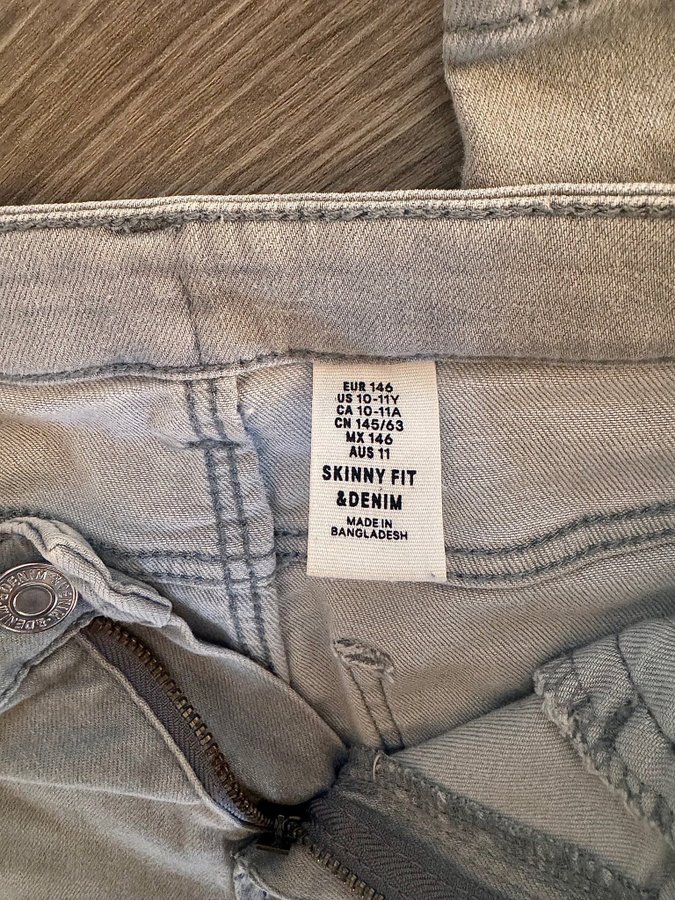 EUR 146
US 10-11Y
CA 10-11A
CN 145/63
MX 146
AUS 11
SKINNY FIT
&DENIM
MADE IN
BANGLADESH
&DENIM